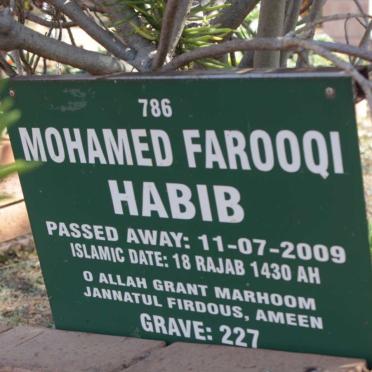 786
MOHAMED FAROOQI
HABIB
PASSED AWAY: 11-07-2009
ISLAMIC DATE: 18 RAJAB 1430 AH
O ALLAH GRANT MARHOOM
JANNATUL FIRDOUS, AMEEN
GRAVE: 227